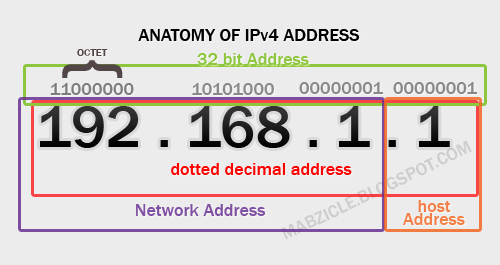 ANATOMY OF IPv4 ADDRESS
OCTET
32 bit Address
11000000 10101000 00000001 00000001
192 . 168 . 1 . 1
dotted decimal address
Network Address
host
Address
MABZICLE.BLOGSPOT.COM